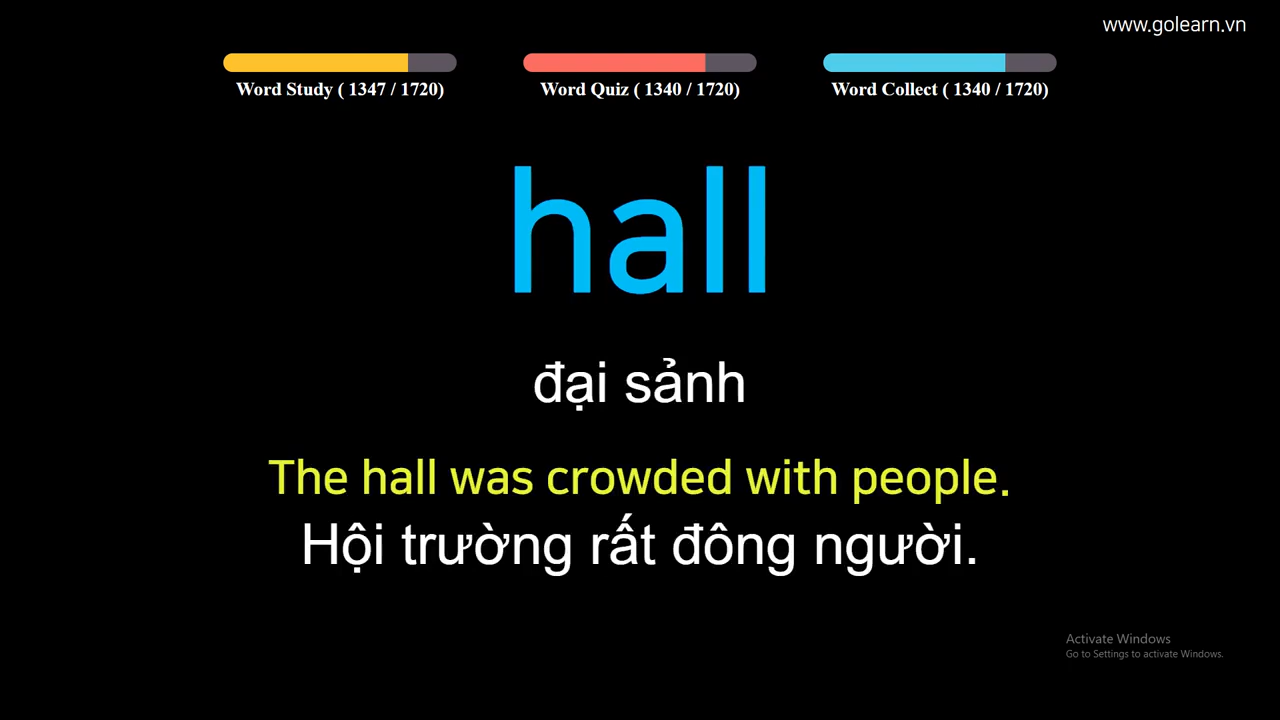 www.golearn.vn
Word Study ( 1347 / 1720)
Word Quiz ( 1340 / 1720)
Word Collect ( 1340 / 1720)
hall
đại sảnh
The hall was crowded with people.
Hội trường rất đông người.
Activate Windows
Go to Settings to activate Windows.